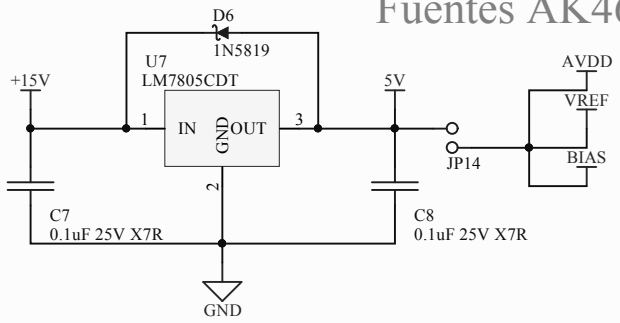 Fuentes AK4
D6
1N5819
U7
LM7805CDT
+15V
5V
AVDD
VREF
BIAS
1
IN
GND
OUT
3
2
JP14
C7
0.1uF 25V X7R
C8
0.1uF 25V X7R
GND